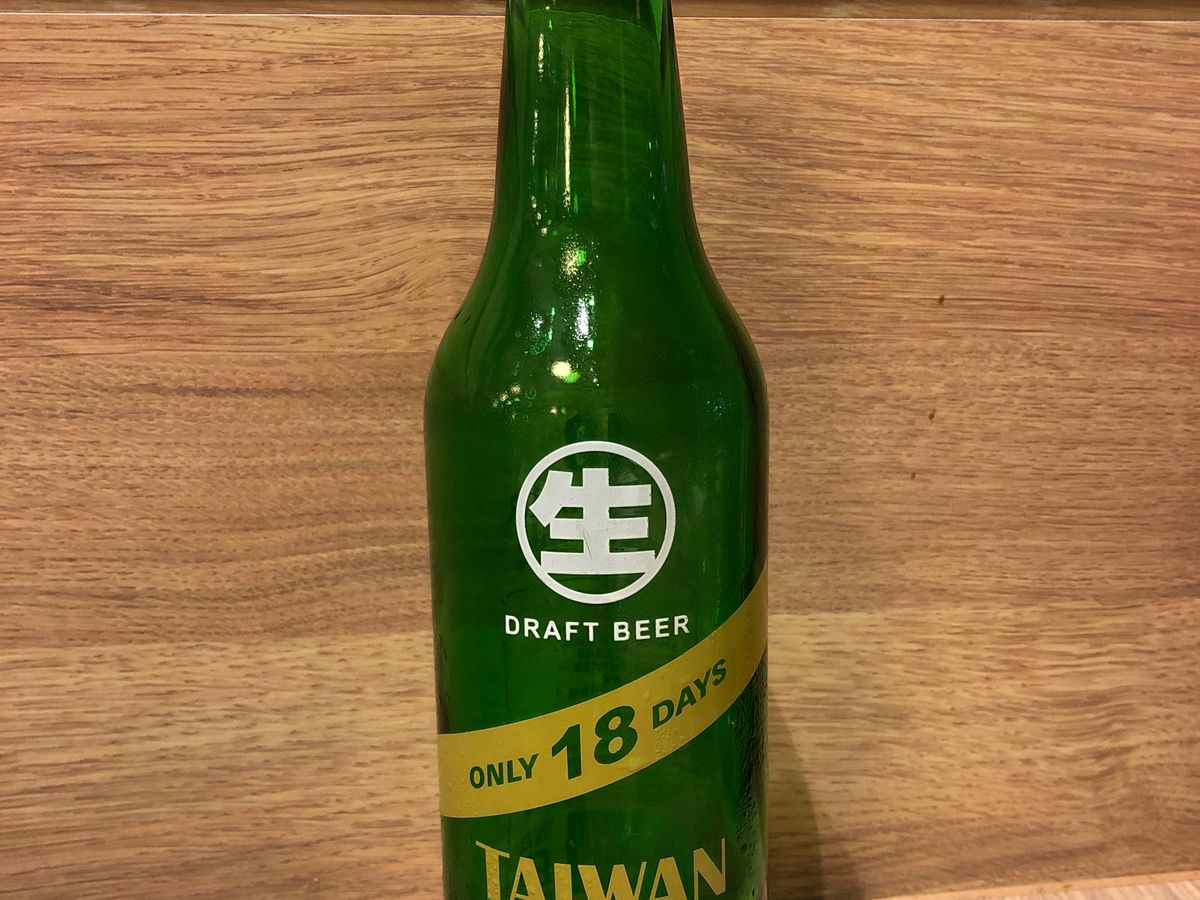 生
DRAFT BEER
ONLY 18 DAYS
TAIWAN